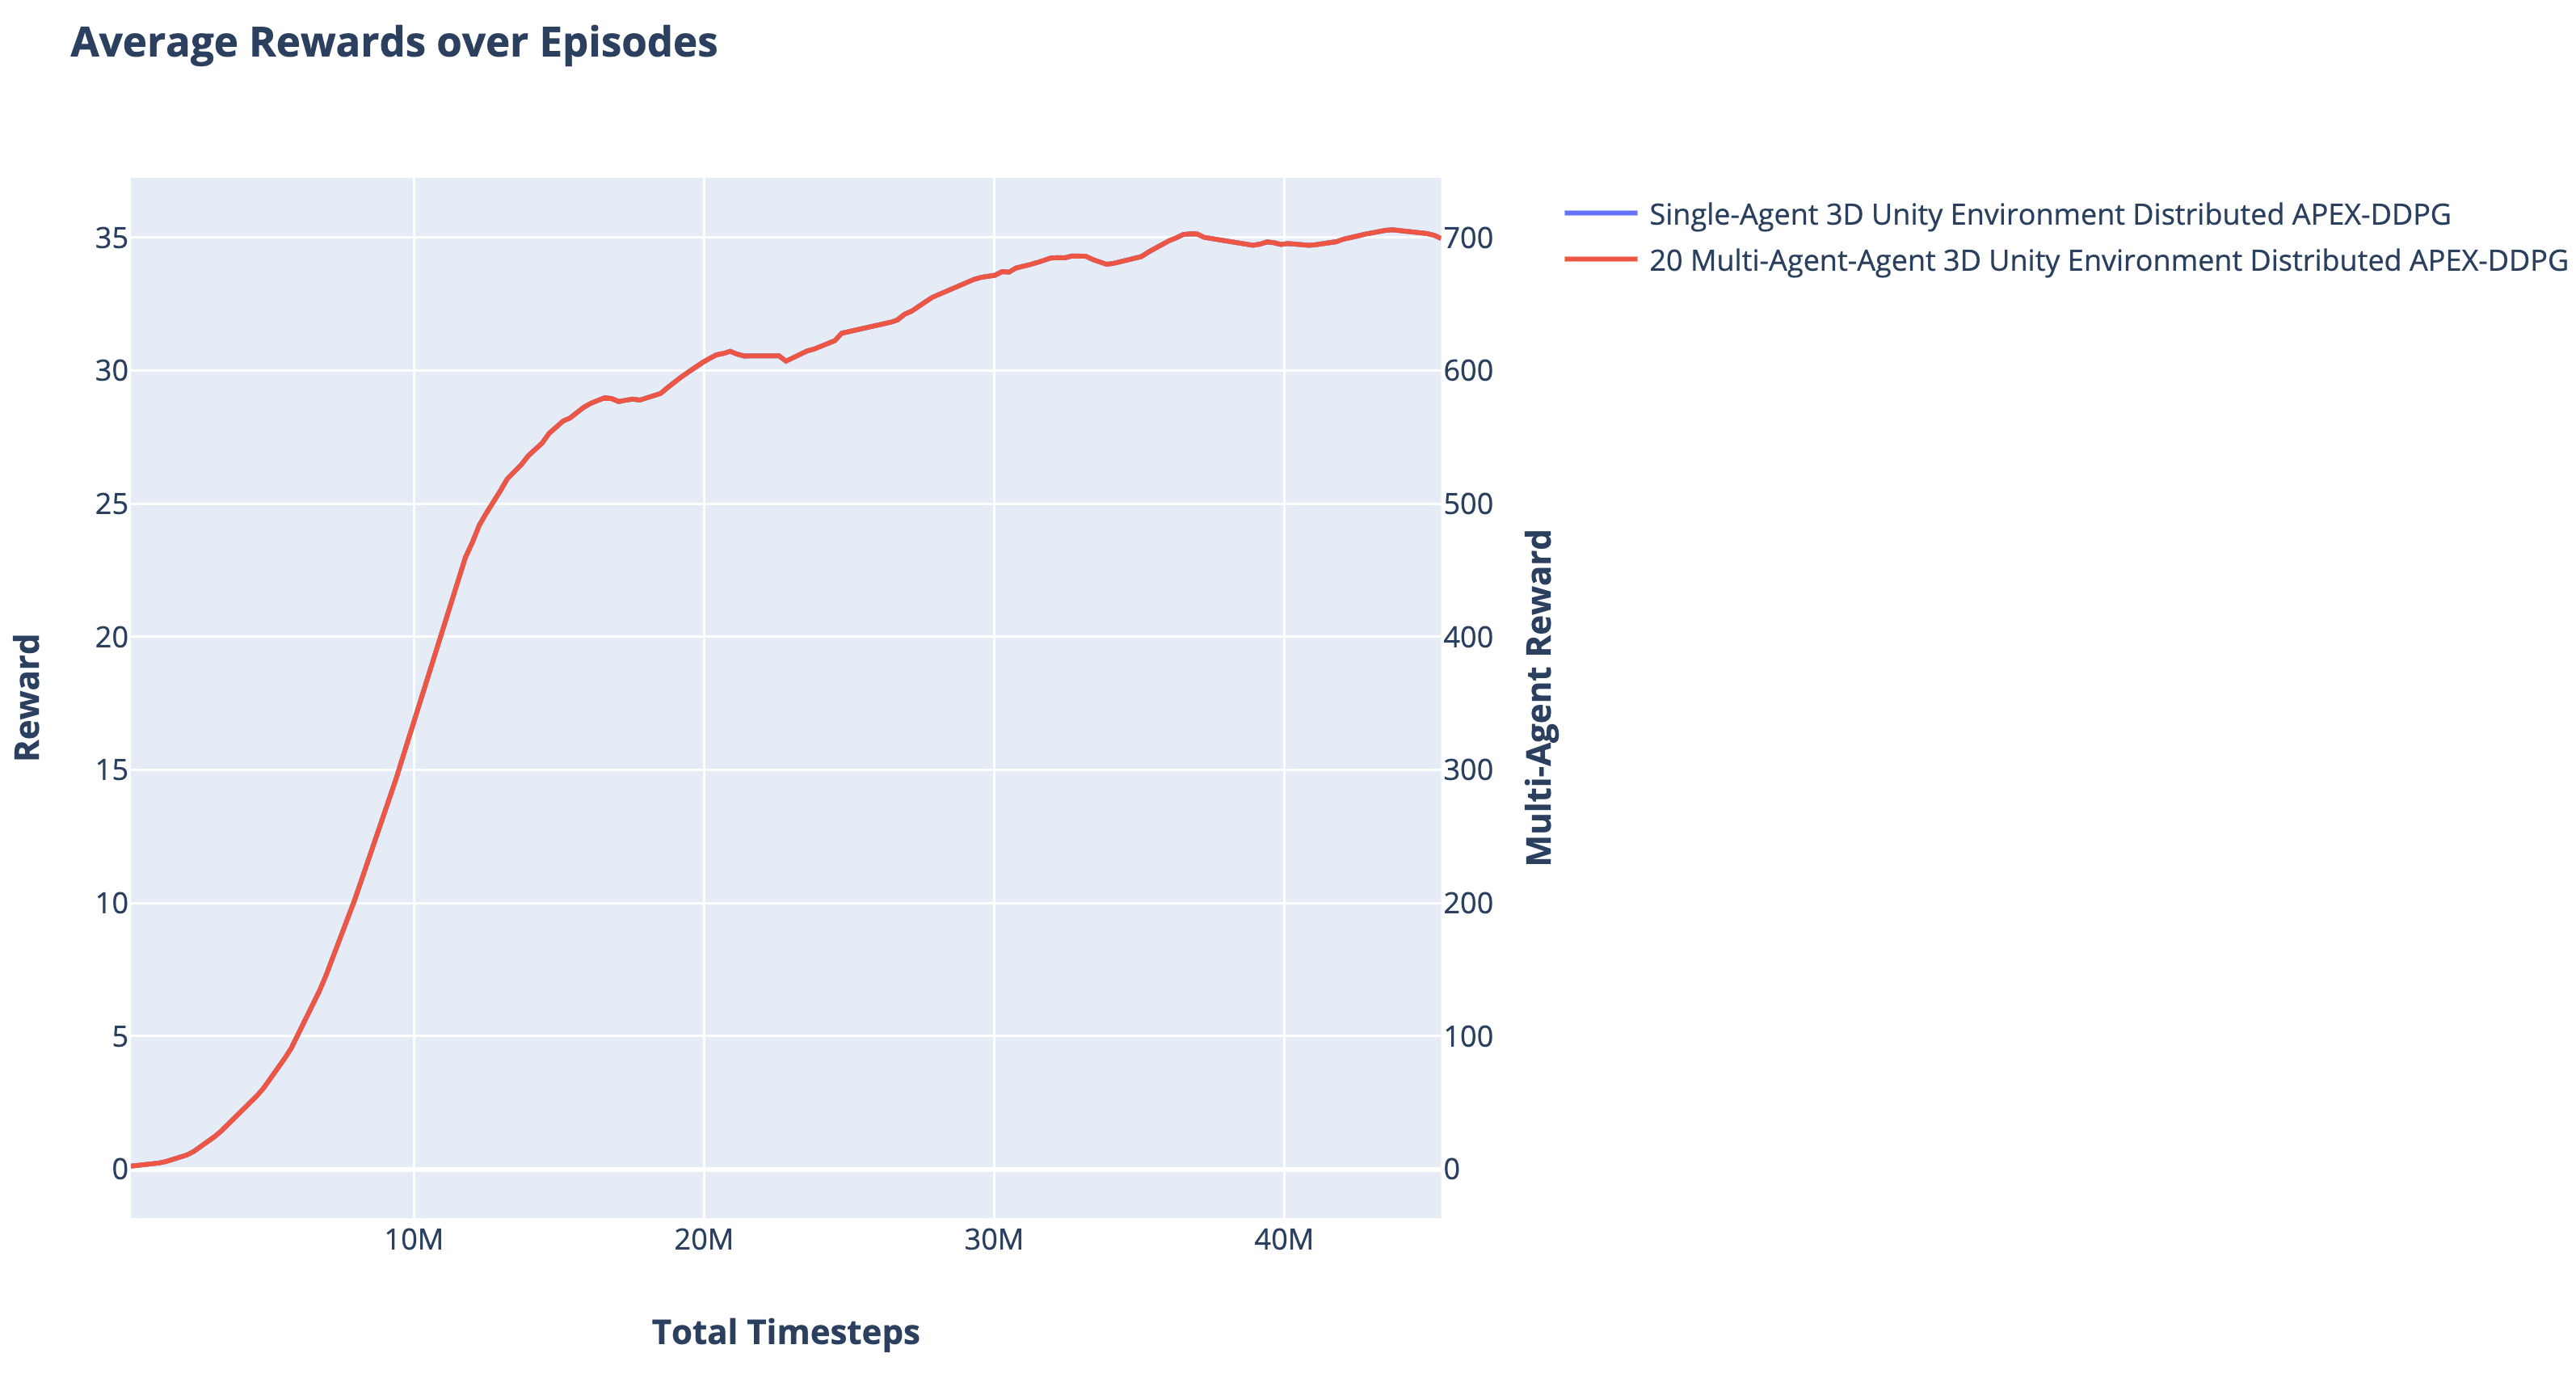 Average Rewards over Episodes
Single-Agent 3D Unity Environment Distributed APEX-DDPG
20 Multi-Agent-Agent 3D Unity Environment Distributed APEX-DDPG
35
30
25
20
15
10
5
0
Reward
700
600
500
400
300
200
100
0
Multi-Agent Reward
10M
20M
30M
40M
Total Timesteps